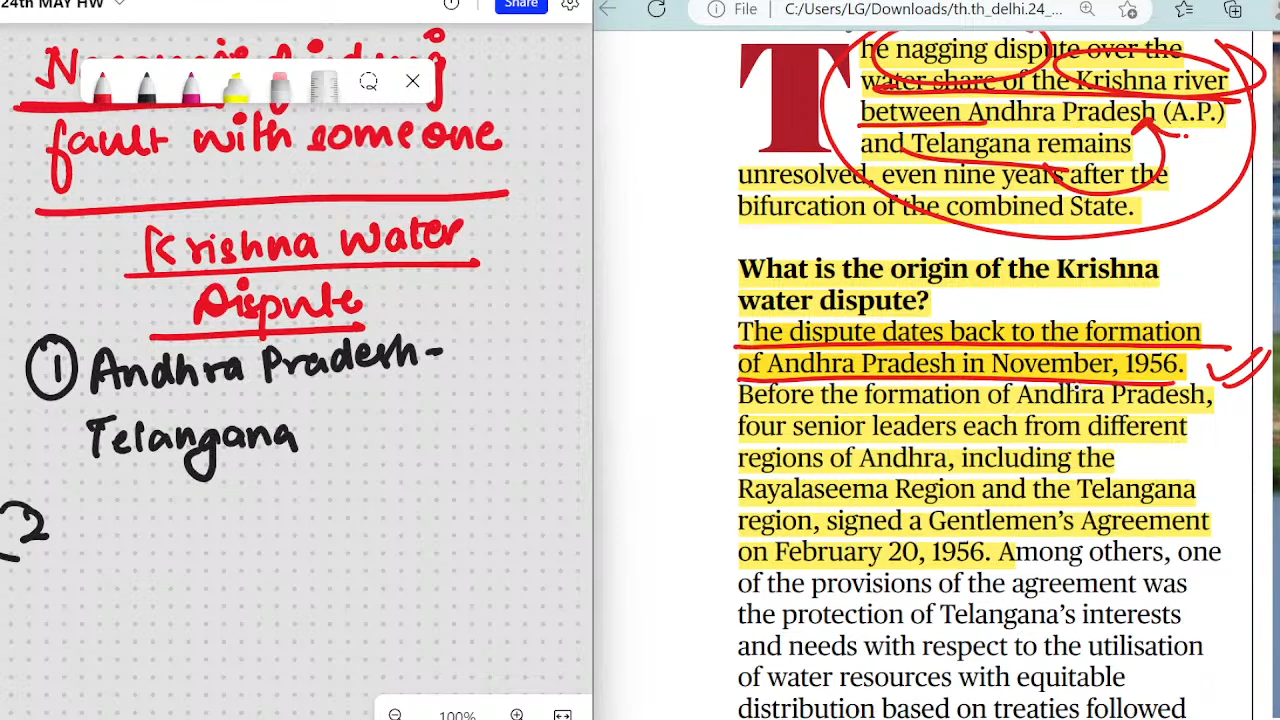 24th MAY HW
Share
File
C:/Users/LG/Downloads/th.th_delhi.24_...
finding
fault with someone
Krishna Water
Dispute
① Andhra Pradesh-
Telangana
2
100%
The nagging dispute over the
water share of the Krishna river
between Andhra Pradesh (A.P.)
and Telangana remains
unresolved, even nine years after the
bifurcation of the combined State.
What is the origin of the Krishna
water dispute?
The dispute dates back to the formation
of Andhra Pradesh in November, 1956.
Before the formation of Andhra Pradesh,
four senior leaders each from different
regions of Andhra, including the
Rayalaseema Region and the Telangana
region, signed a Gentlemen's Agreement
on February 20, 1956. Among others, one
of the provisions of the agreement was
the protection of Telangana's interests
and needs with respect to the utilisation
of water resources with equitable
distribution based on treaties followed